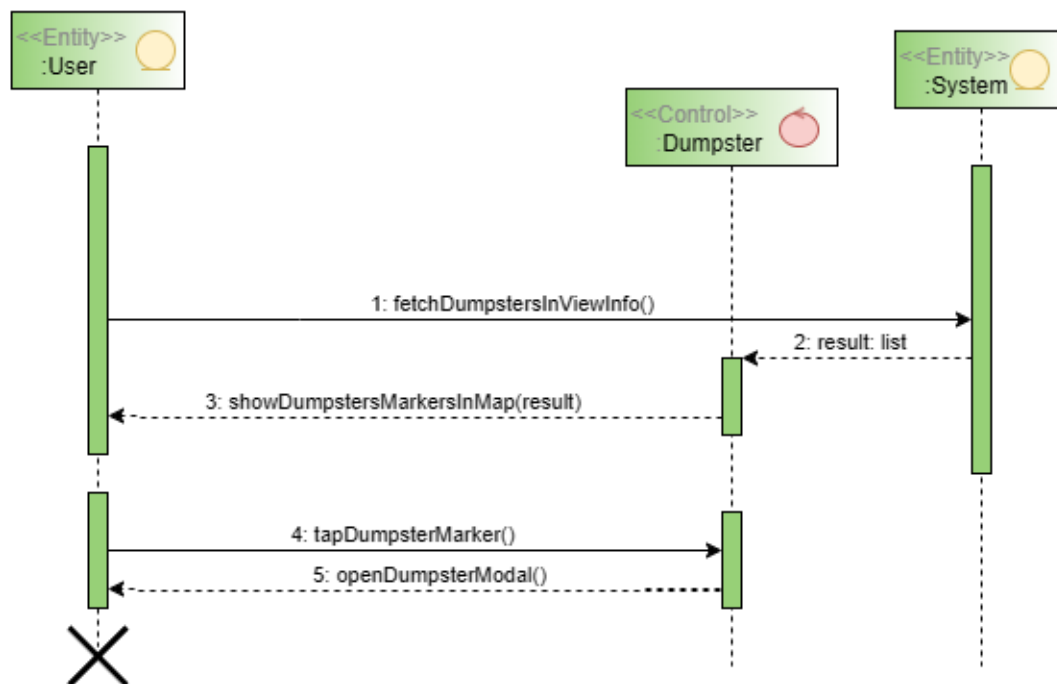 <<Entity>>
:User
<<Entity>>
:System
<<Control>>
:Dumpster
1: fetchDumpstersInViewInfo()
2: result: list
3: showDumpstersMarkersInMap(result)
4: tapDumpsterMarker()
5: openDumpsterModal()